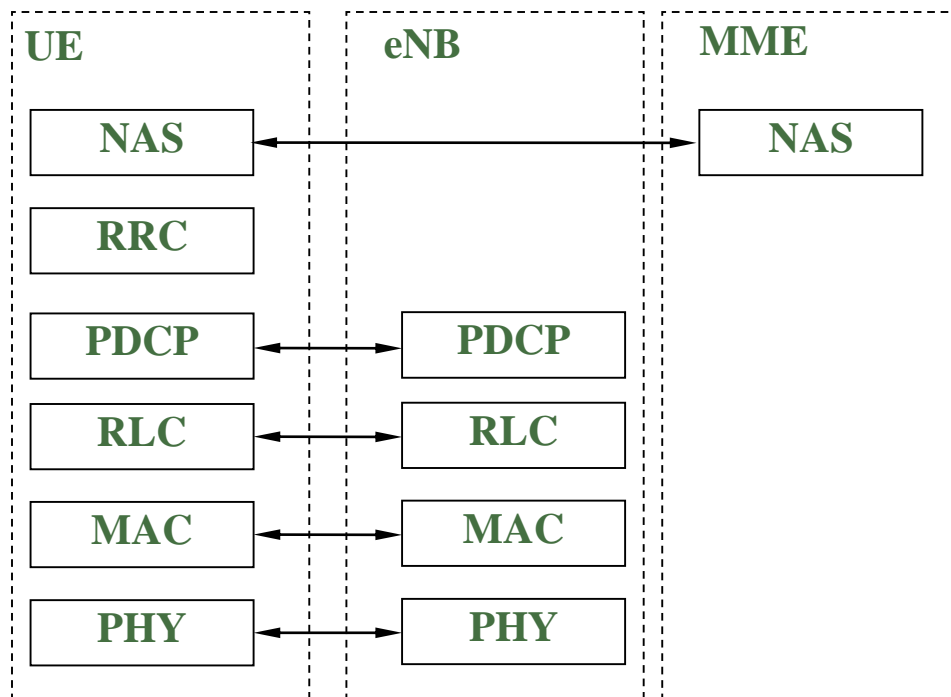 UE
eNB
MME
NAS
NAS
RRC
PDCP
PDCP
RLC
RLC
MAC
MAC
PHY
PHY